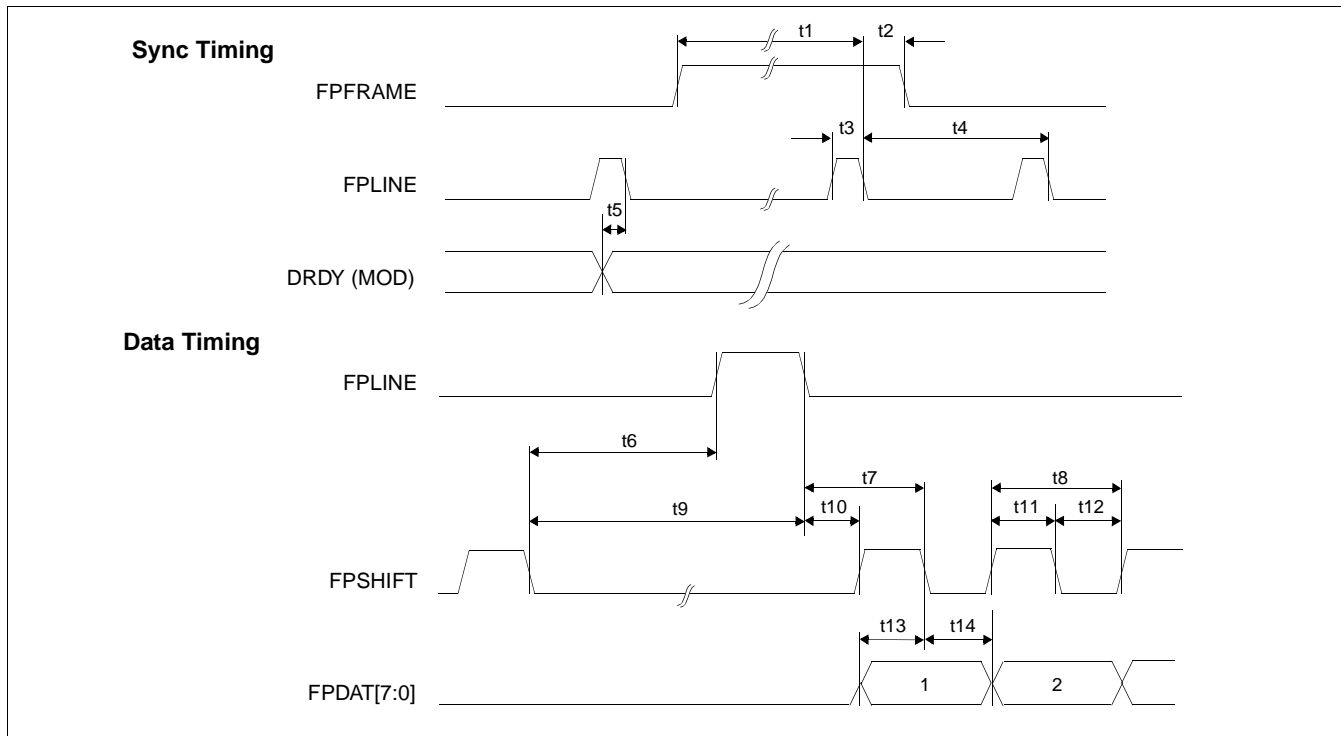 Sync Timing
t1 t2
FPFRAME
t3 t4
FPLINE
t5
DRDY (MOD)
Data Timing
FPLINE
t6
t7 t8
t9 t10 t11 t12
FPSHIFT
t13 t14
FPDAT[7:0] 1 2